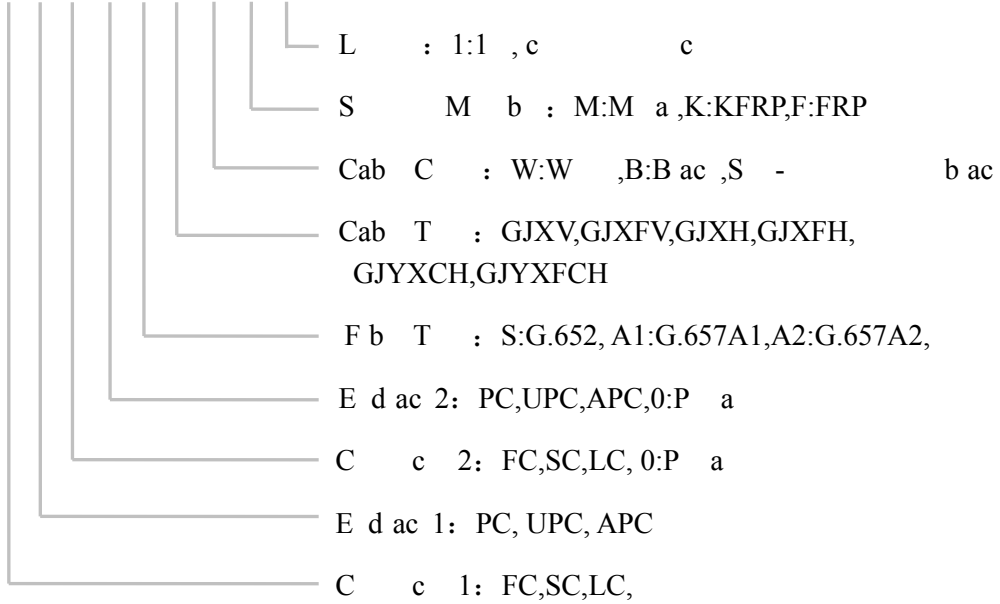 L : 1:1 , c c
S M b : M:M a ,K:KFRP,F:FRP
Cab C : W:W ,B:B ac ,S - b ac
Cab T : GJXV,GJXFV,GJXH,GJXFH,
GJYXCH,GJYXFCH
F b T : S:G.652, A1:G.657A1,A2:G.657A2,
E d ac 2: PC,UPC,APC,0:P a
C c 2: FC,SC,LC, 0:P a
E d ac 1: PC, UPC, APC
C c 1: FC,SC,LC,